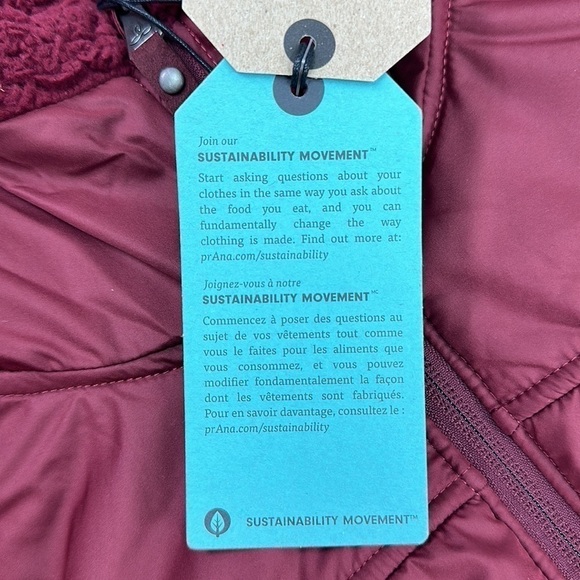 Join our
SUSTAINABILITY MOVEMENT™
Start asking questions about your
clothes in the same way you ask about
the food you eat, and you can
fundamentally change the way
clothing is made. Find out more at:
prAna.com/sustainability
Joignez-vous à notre
SUSTAINABILITY MOVEMENT^MC
Commencez à poser des questions au
sujet de vos vêtements tout comme
vous le faites pour les aliments que
vous consommez, et vous pouvez
modifier fondamentalement la façon
dont les vêtements sont fabriqués.
Pour en savoir davantage, consultez le :
prAna.com/sustainability
SUSTAINABILITY MOVEMENT™